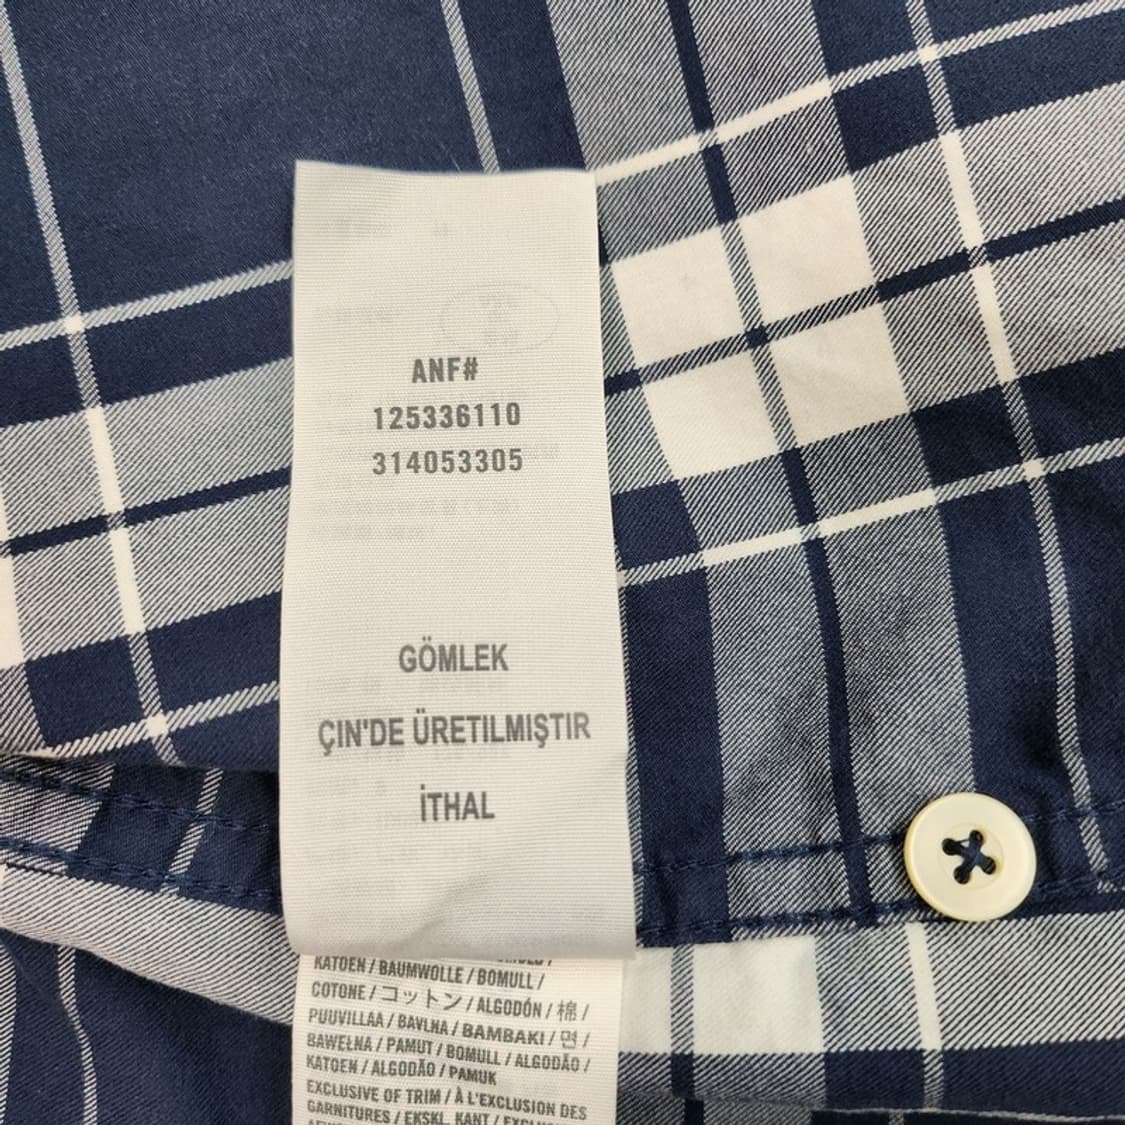 ANF#
125336110
314053305
GÖMLEK
ÇIN'DE ÜRETILMIŞTIR
İTHAL
KATOEN / BAUMWOLLE / BOMULL /
COTONE / コットン / ALGODÓN / 棉 /
PUUVILLAA / BAVLNA / BAMBAKI / 면 /
BAWEŁNA / PAMUT / BOMULL / ALGODÃO /
KATOEN / ALGODÃO / PAMUK
EXCLUSIVE OF TRIM / À L'EXCLUSION DES
GARNITURES / EKSKL. KANT /